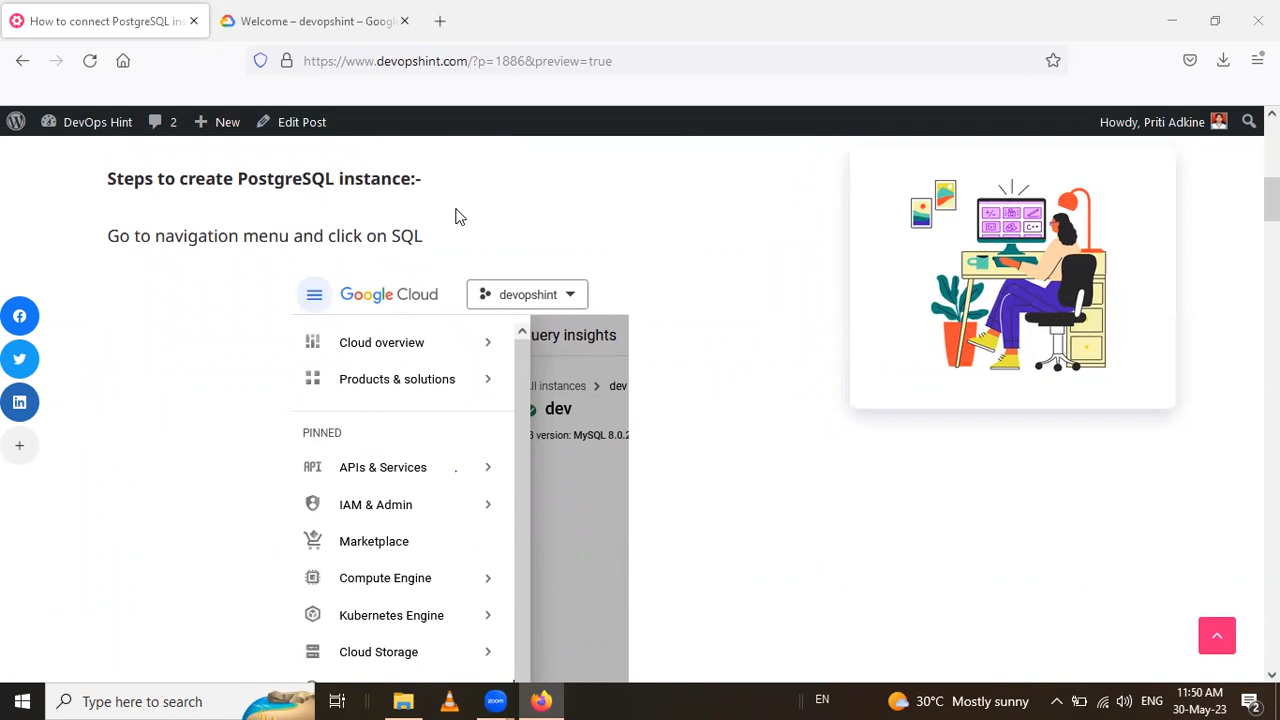 How to connect PostgreSQL ins
Welcome – devopshint – Googl
https://www.devopshint.com/?p=1886&preview=true
DevOps Hint
2
New
Edit Post
Howdy, Priti Adkine
Steps to create PostgreSQL instance:-
Go to navigation menu and click on SQL
Google Cloud
devopshint
Cloud overview
uery insights
Products & solutions
ll instances
dev
dev
PINNED
version: MySQL 8.0.2
API
APIs & Services
IAM & Admin
Marketplace
Compute Engine
Kubernetes Engine
Cloud Storage
C++
Type here to search
zoom
EN
30°C Mostly sunny
ENG
11:50 AM
30-May-23
2